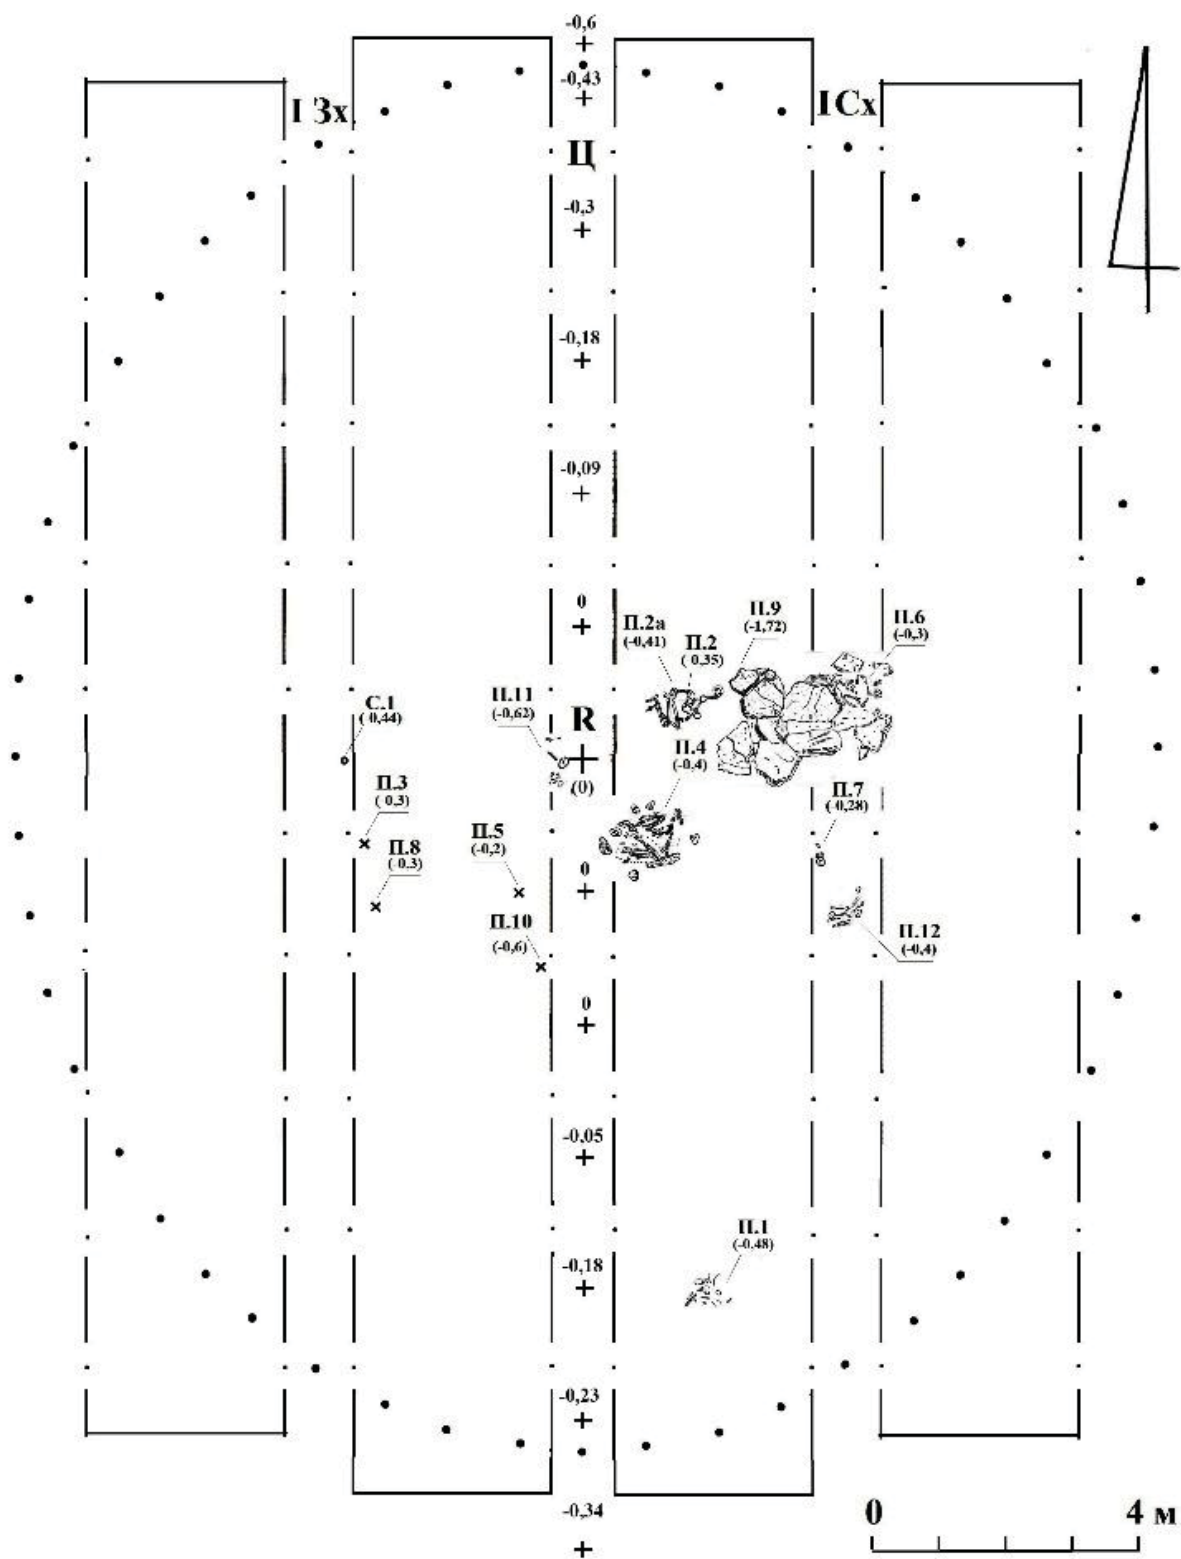 -0,6
-0,43
I Зх
I Сх
Ц
-0,3
-0,18
-0,09
0
П.2а
(-0,41)
П.2
(-0,35)
П.9
(-1,72)
П.6
(-0,3)
С.1
(-0,44)
П.11
(-0,62)
R
(0)
П.4
(-0,4)
П.3
(-0,3)
П.7
(-0,28)
П.8
(-0,3)
П.5
(-0,2)
0
П.10
(-0,6)
П.12
(-0,4)
0
-0,05
П.1
(-0,48)
-0,18
-0,23
-0,34
0 4 м